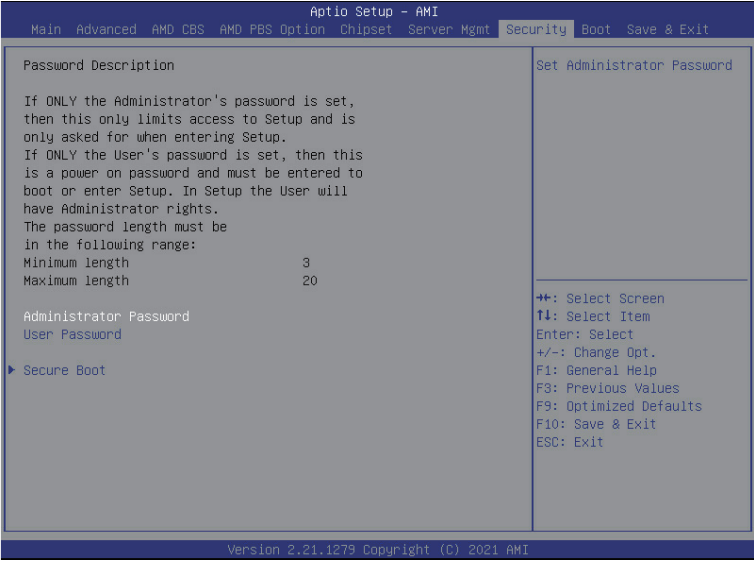 Aptio Setup – AMI
Main Advanced AMD CBS AMD PBS Option Chipset Server Mgmt Security Boot Save & Exit
Password Description
If ONLY the Administrator's password is set,
then this only limits access to Setup and is
only asked for when entering Setup.
If ONLY the User's password is set, then this
is a power on password and must be entered to
boot or enter Setup. In Setup the User will
have Administrator rights.
The password length must be
in the following range:
Minimum length 3
Maximum length 20
Administrator Password
User Password
Secure Boot
Set Administrator Password
→←: Select Screen
↑↓: Select Item
Enter: Select
+/-: Change Opt.
F1: General Help
F3: Previous Values
F9: Optimized Defaults
F10: Save & Exit
ESC: Exit
Version 2.21.1279 Copyright (C) 2021 AMI